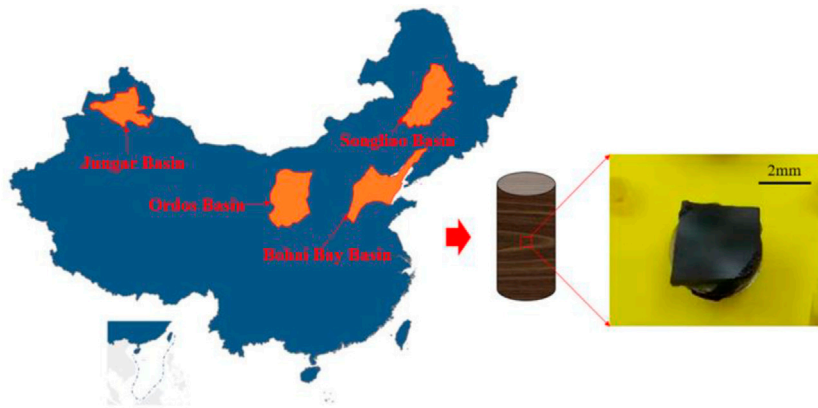 Songliao Basin
Jungar Basin
2mm
Ordos Basin
Bohai Bay Basin